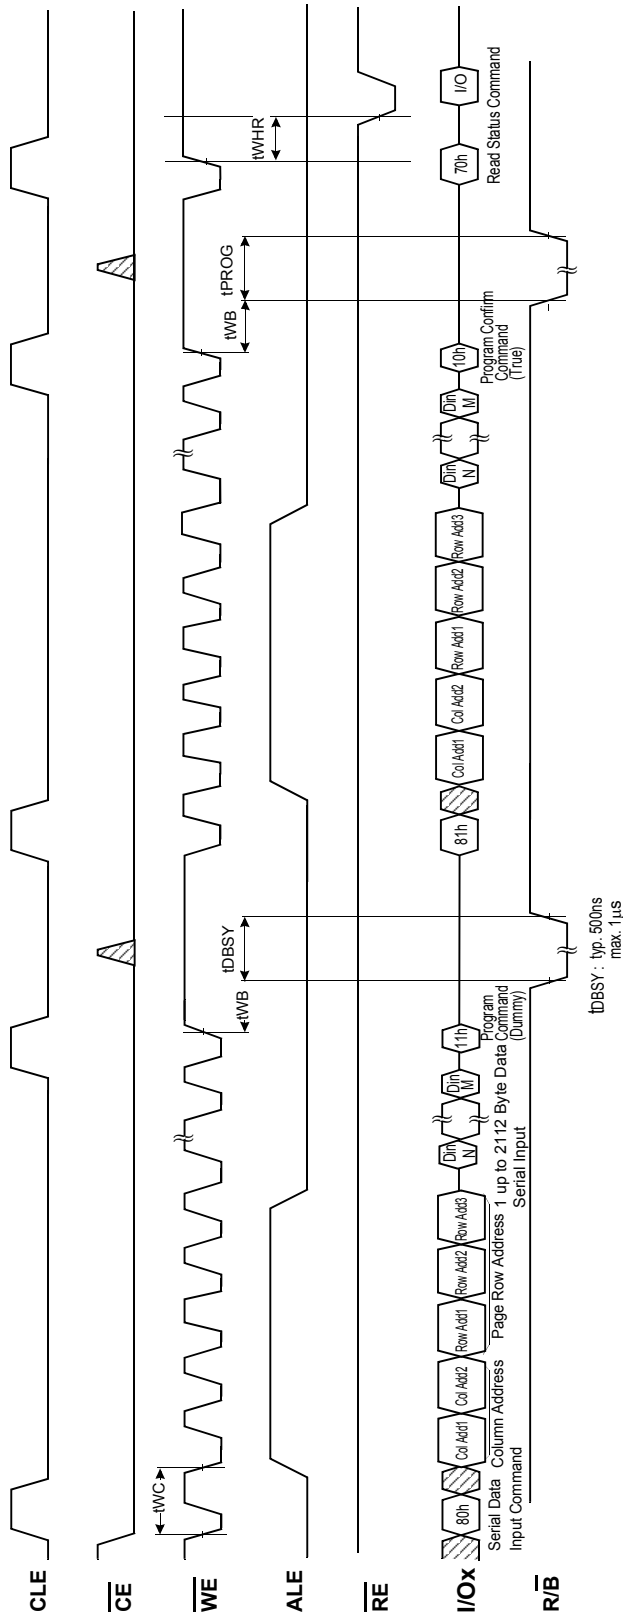 CLE
CE
WE
tWC
tWB
tDBSY
tWB
tPROG
tWHR
ALE
RE
I/Ox
80h
Col Add1
Col Add2
Row Add1
Row Add2
Row Add3
Din
N
Din
M
11h
81h
Col Add1
Col Add2
Row Add1
Row Add2
Row Add3
Din
N
Din
M
10h
70h
I/O
Serial Data
Input Command
Column Address
Page Row Address
1 up to 2112 Byte Data
Serial Input
Program
Command
(Dummy)
Program Confirm
Command
(True)
Read Status Command
R/B
tDBSY : typ. 500ns
max. 1μs